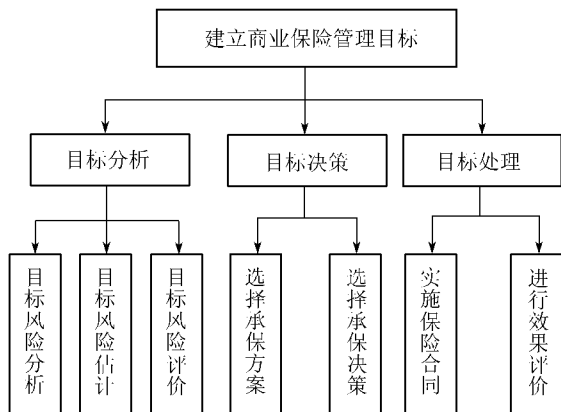 建立商业保险管理目标
目标分析
目标决策
目标处理
目标风险分析
目标风险估计
目标风险评价
选择承保方案
选择承保决策
实施保险合同
进行效果评价